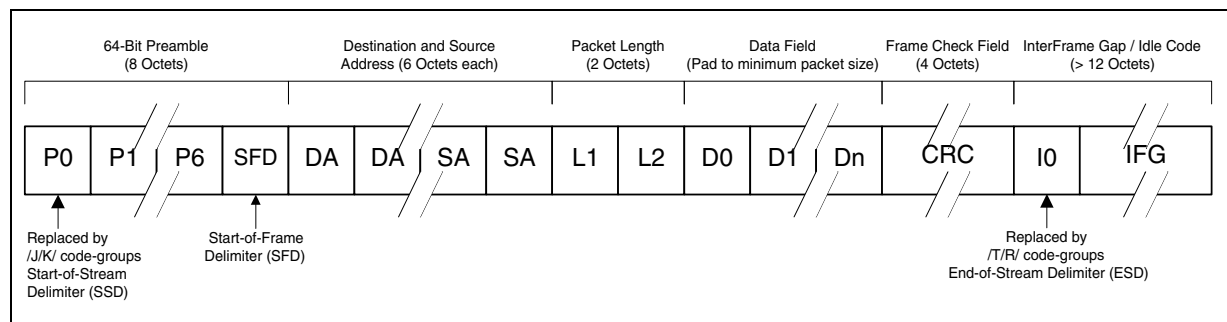 64-Bit Preamble
(8 Octets)
Destination and Source
Address (6 Octets each)
Packet Length
(2 Octets)
Data Field
(Pad to minimum packet size)
Frame Check Field
(4 Octets)
InterFrame Gap / Idle Code
(> 12 Octets)
P0 P1 P6 SFD DA DA SA SA L1 L2 D0 D1 Dn CRC I0 IFG
Replaced by
/J/K/ code-groups
Start-of-Stream
Delimiter (SSD)
Start-of-Frame
Delimiter (SFD)
Replaced by
/T/R/ code-groups
End-of-Stream Delimiter (ESD)